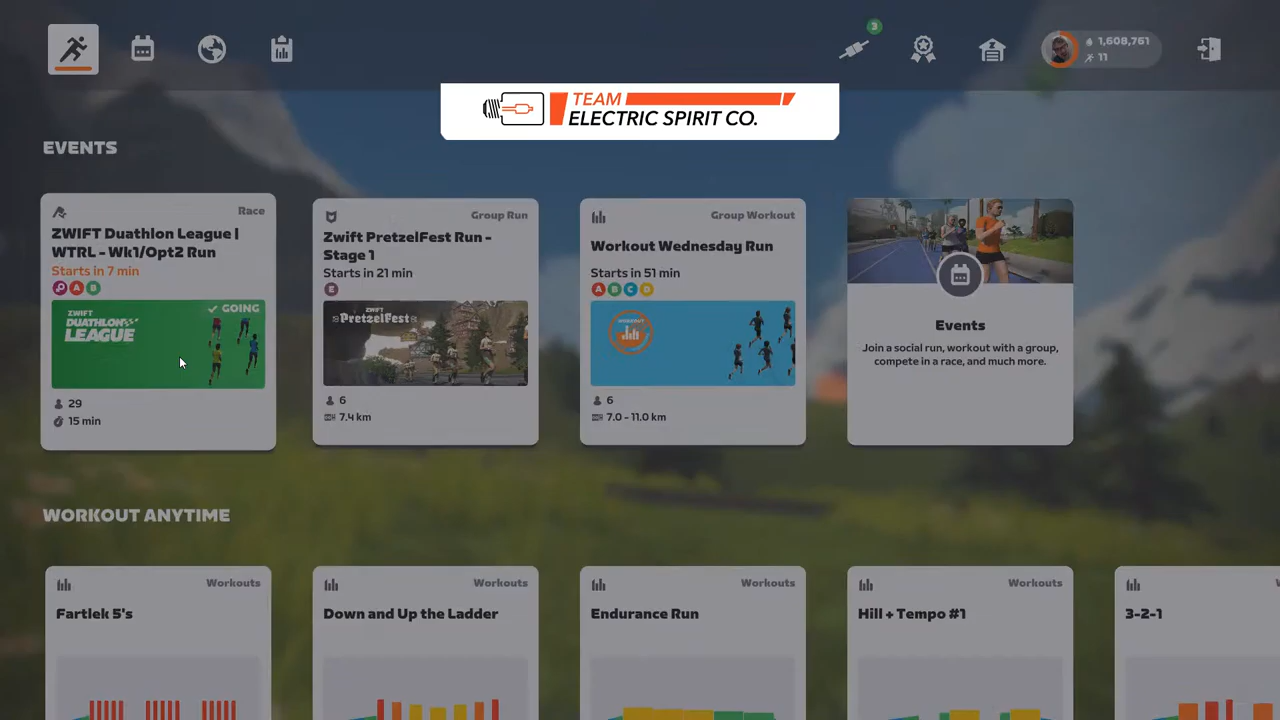 3
1,608,751
11
TEAM
ELECTRIC SPIRIT CO.
EVENTS
Race
ZWIFT Duathlon League |
WTRL - Wk1/Opt2 Run
Starts in 7 min
A B
GOING
ZWIFT
DUATHLON
LEAGUE
29
15 min
Group Run
Zwift PretzelFest Run -
Stage 1
Starts in 21 min
E
ZWIFT
PRETZELFEST
6
7.4 km
Group Workout
Workout Wednesday Run
Starts in 51 min
A B C D
WORKOUT
6
7.0 - 11.0 km
Events
Join a social run, workout with a group,
compete in a race, and much more.
WORKOUT ANYTIME
Workouts
Fartlek 5's
Workouts
Down and Up the Ladder
Workouts
Endurance Run
Workouts
Hill + Tempo #1
3-2-1